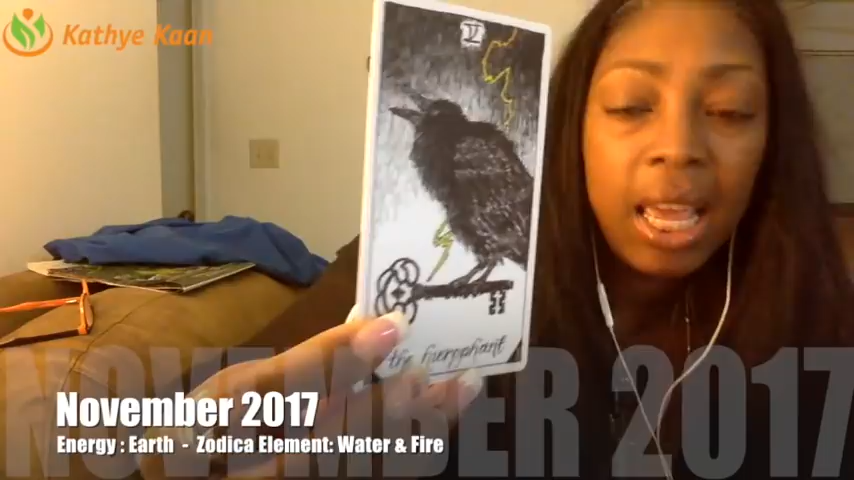 Kathye Kaan
V
the hierophant
NOVEMBER 2017
November 2017
Energy : Earth - Zodica Element: Water & Fire